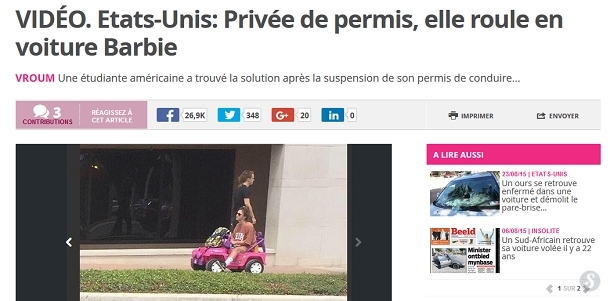 VIDÉO. Etats-Unis: Privée de permis, elle roule en
voiture Barbie
VROUM Une étudiante américaine a trouvé la solution après la suspension de son permis de conduire...
3
CONTRIBUTIONS
RÉAGISSEZ À
CET ARTICLE
26,9K
348
20
0
IMPRIMER
ENVOYER
A LIRE AUSSI
23/08/15 | ETATS-UNIS
Un ours se retrouve
enfermé dans une
voiture et démolit le
pare-brise...
06/08/15 | INSOLITE
Un Sud-Africain retrouve
sa voiture volée il y a 22
ans
Beeld
Minister
ontbied
mynbase
1 SUR 2